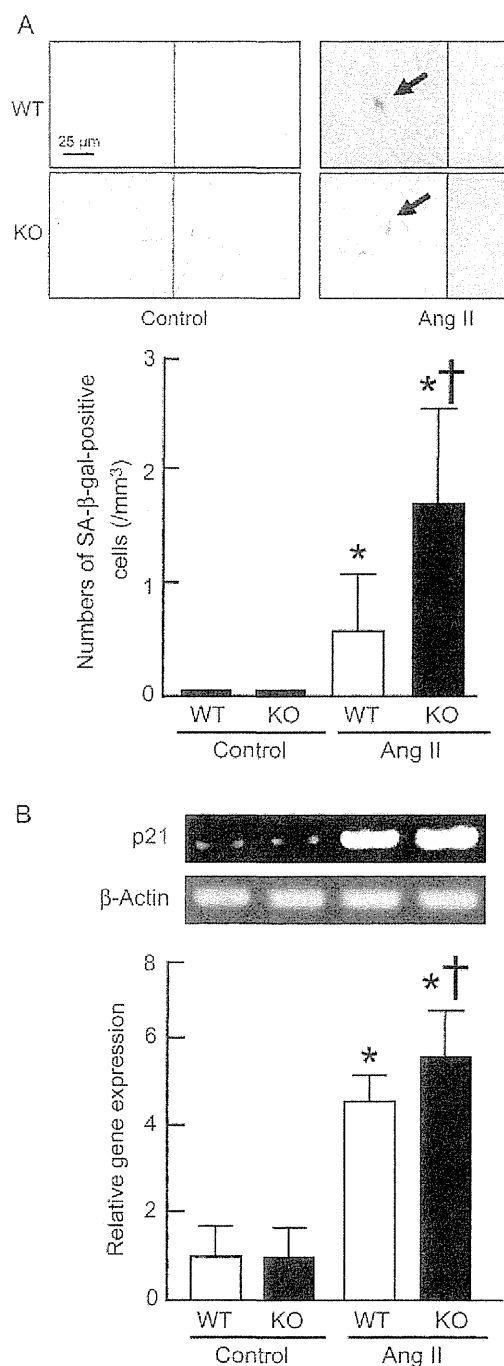 A
WT
25 μm
KO
Control Ang II
Numbers of SA-β-gal-positive
cells (/mm³)
3
2
1
0
*
*†
WT KO WT KO
Control Ang II
B
p21
β-Actin
Relative gene expression
8
6
4
2
0
*
*†
WT KO WT KO
Control Ang II